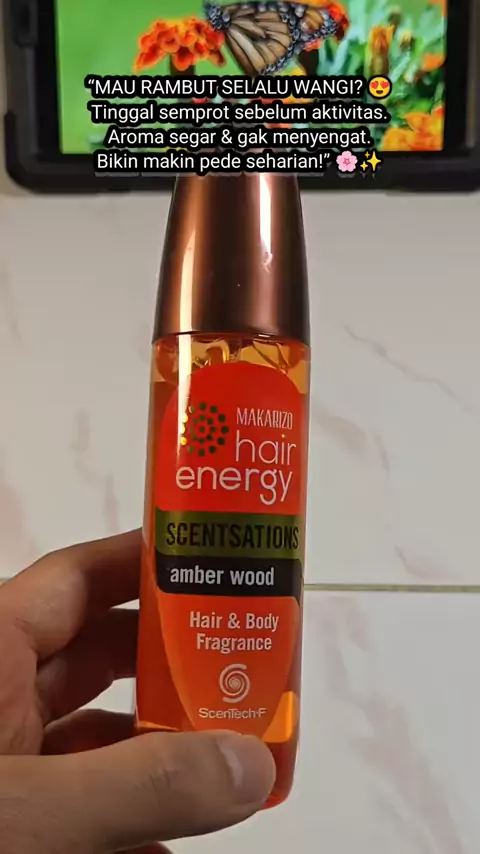 “MAU RAMBUT SELALU WANGI? 😍
Tinggal semprot sebelum aktivitas.
Aroma segar & gak menyengat.
Bikin makin pede seharian!” 🌸✨
MAKARIZO
hair
energy
SCENTSATIONS
amber wood
Hair & Body
Fragrance
ScenTech-F